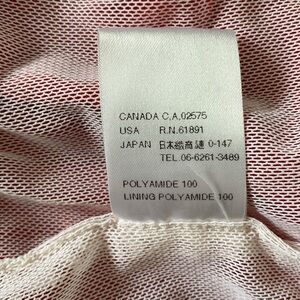 CANADA C,A,02575
USA R.N.61891
JAPAN 日本織商連 0-147
TEL.06-6261-3489
POLYAMIDE 100
LINING POLYAMIDE 100